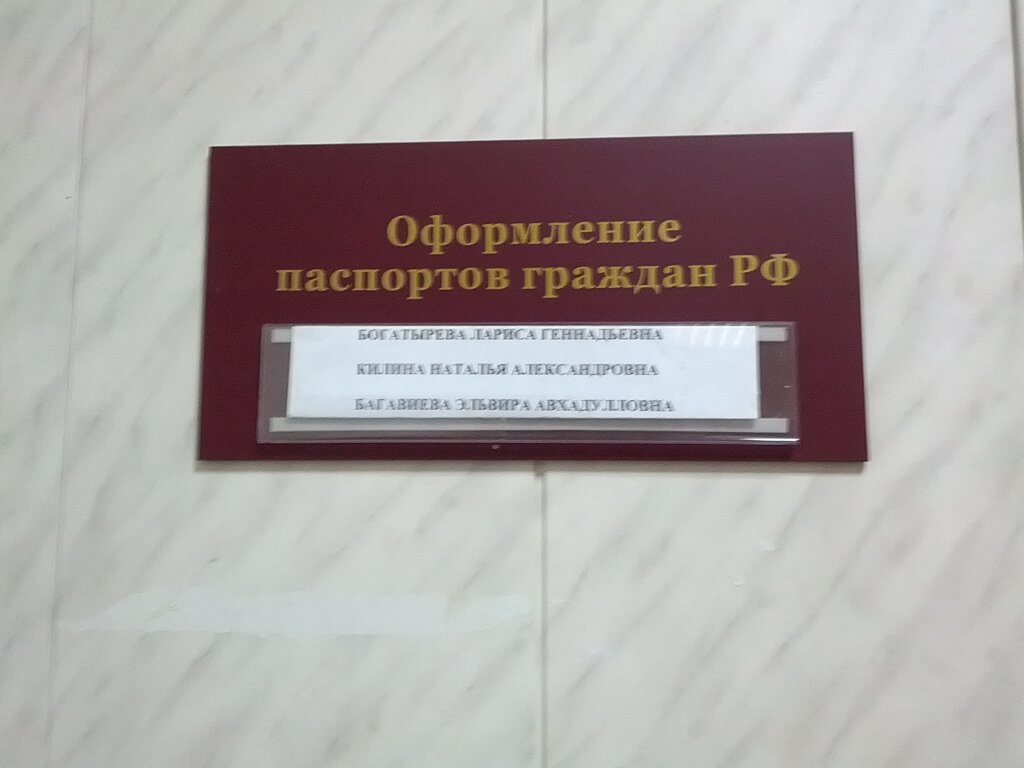 Оформление
паспортов граждан РФ
БОГАТЫРЕВА ЛАРИСА ГЕННАДЬЕВНА
КИЛИНА НАТАЛЬЯ АЛЕКСАНДРОВНА
БАГАВИЕВА ЭЛЬВИРА АВХАДУЛЛОВНА